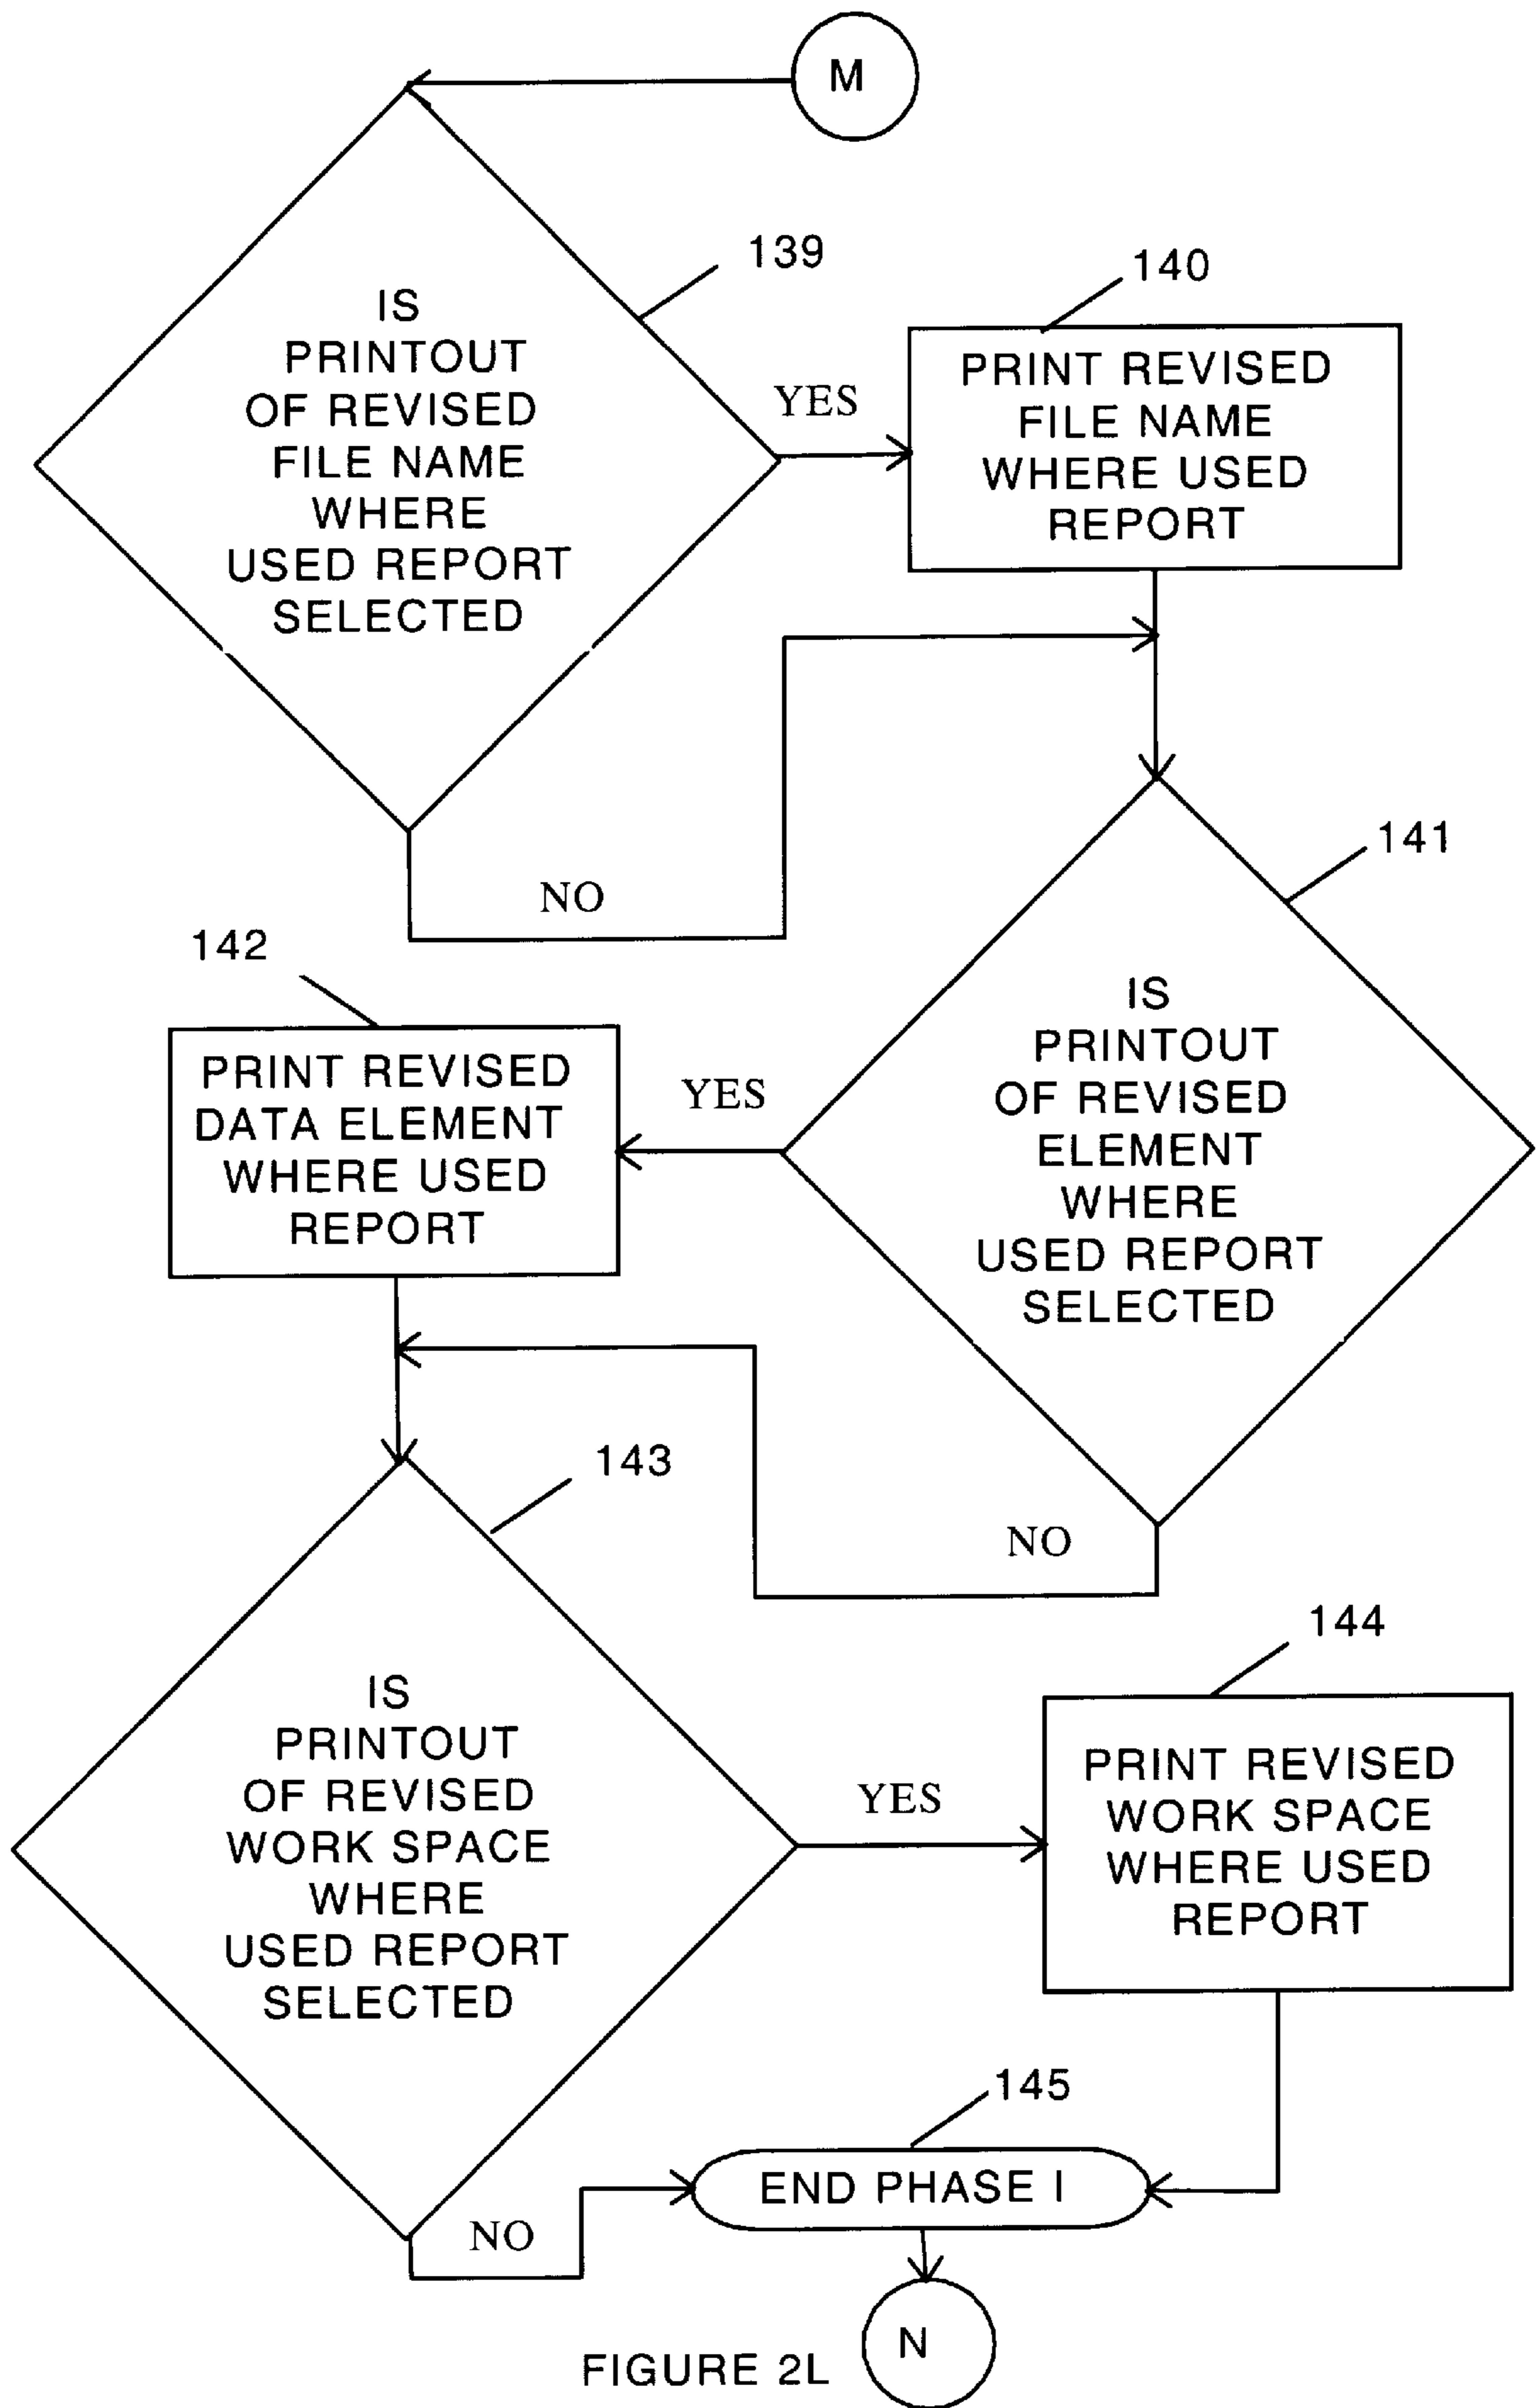 M
139
IS
PRINTOUT
OF REVISED
FILE NAME
WHERE
USED REPORT
SELECTED
YES
140
PRINT REVISED
FILE NAME
WHERE USED
REPORT
NO
141
IS
PRINTOUT
OF REVISED
ELEMENT
WHERE
USED REPORT
SELECTED
YES
142
PRINT REVISED
DATA ELEMENT
WHERE USED
REPORT
NO
143
IS
PRINTOUT
OF REVISED
WORK SPACE
WHERE
USED REPORT
SELECTED
YES
144
PRINT REVISED
WORK SPACE
WHERE USED
REPORT
NO
145
END PHASE I
N
FIGURE 2L